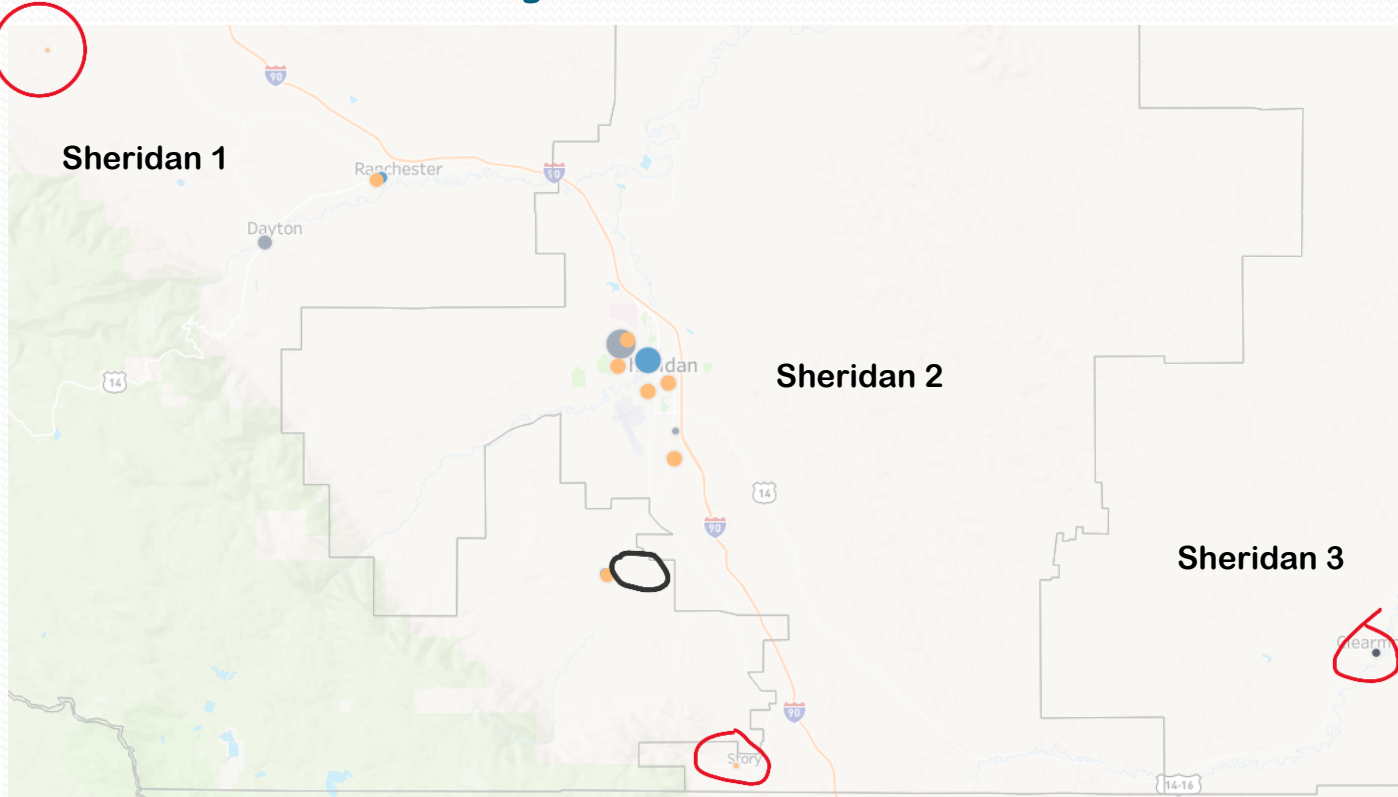 90
Sheridan 1
Ranchester
90
Dayton
14
Sheridan 2
14
90
Sheridan 3
90
Story
14-16